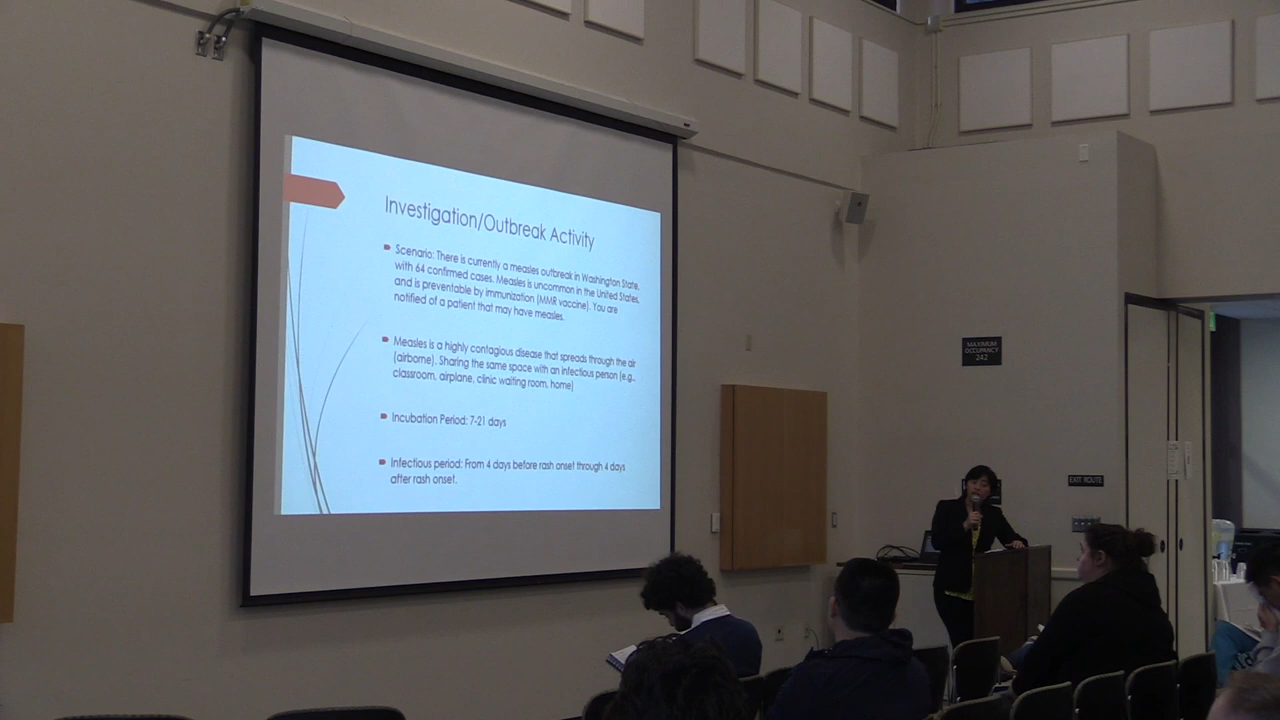 Investigation/Outbreak Activity
Scenario: There is currently a measles outbreak in Washington State,
with 64 confirmed cases. Measles is uncommon in the United States,
and is preventable by immunization (MMR vaccine). You are
notified of a patient that may have measles.
Measles is a highly contagious disease that spreads through the air
(airborne). Sharing the same space with an infectious person (e.g.,
classroom, airplane, clinic waiting room, home)
Incubation Period: 7-21 days
Infectious period: From 4 days before rash onset through 4 days
after rash onset.
MAXIMUM
OCCUPANCY
242
EXIT ROUTE